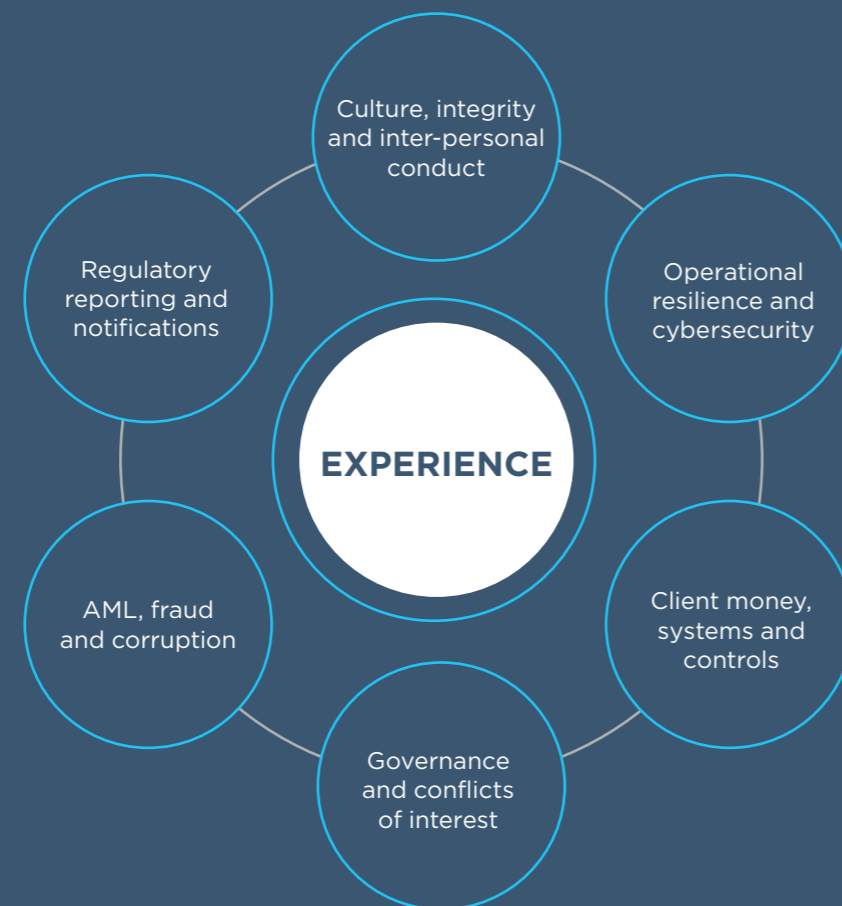 Culture, integrity
and inter-personal
conduct
Operational
resilience and
cybersecurity
Client money,
systems and
controls
Governance
and conflicts
of interest
AML, fraud
and corruption
Regulatory
reporting and
notifications
EXPERIENCE